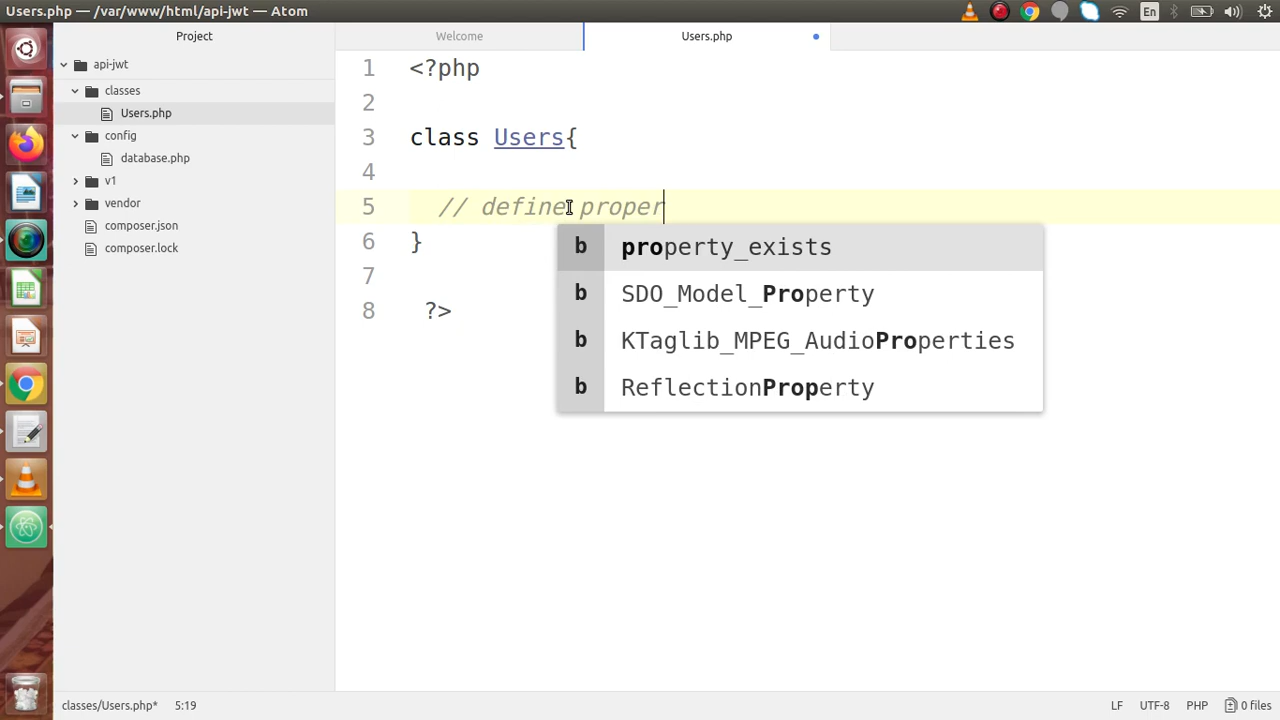 Users.php — /var/www/html/api-jwt — Atom
En
Project
Welcome
Users.php
api-jwt
classes
Users.php
config
database.php
v1
vendor
composer.json
composer.lock
1 <?php
2
3 class Users{
4
5 // define proper
6 }
7
8 ?>
b property_exists
b SDO_Model_Property
b KTaglib_MPEG_AudioProperties
b ReflectionProperty
classes/Users.php* 5:19
LF UTF-8 PHP 0 files